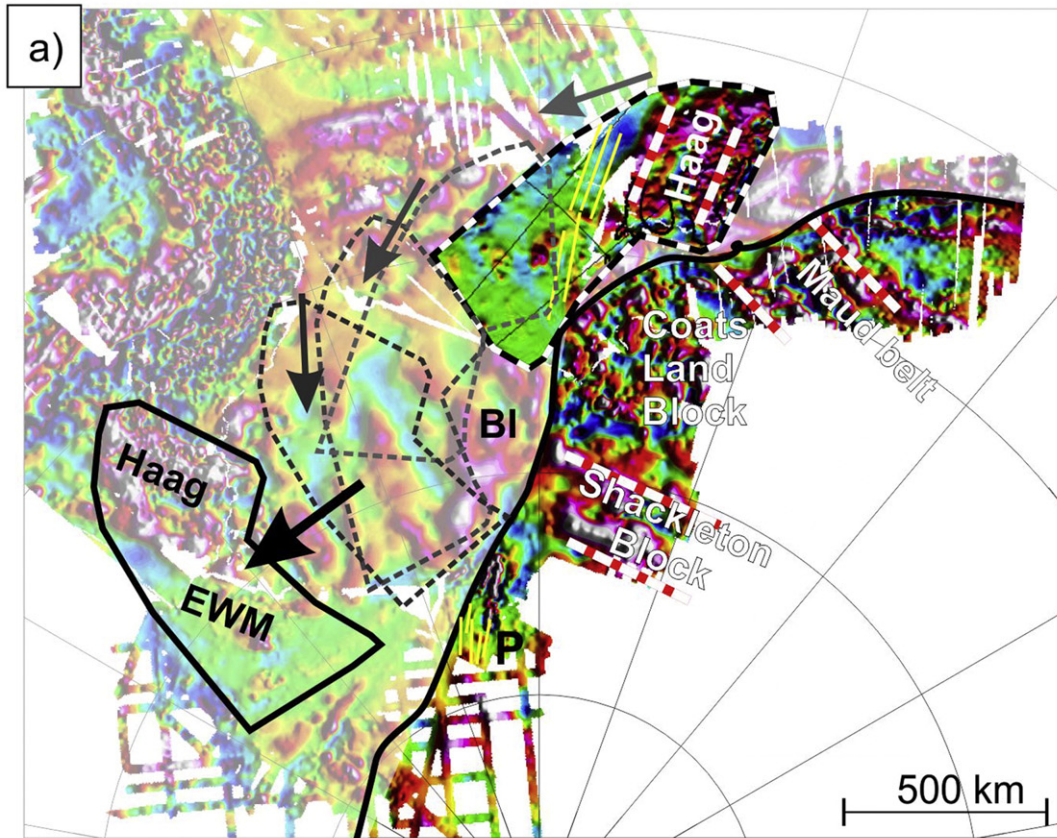 a)
Haag
Maud belt
Coats
Land
Block
BI
Haag
Shackleton
Block
EWM
P
500 km